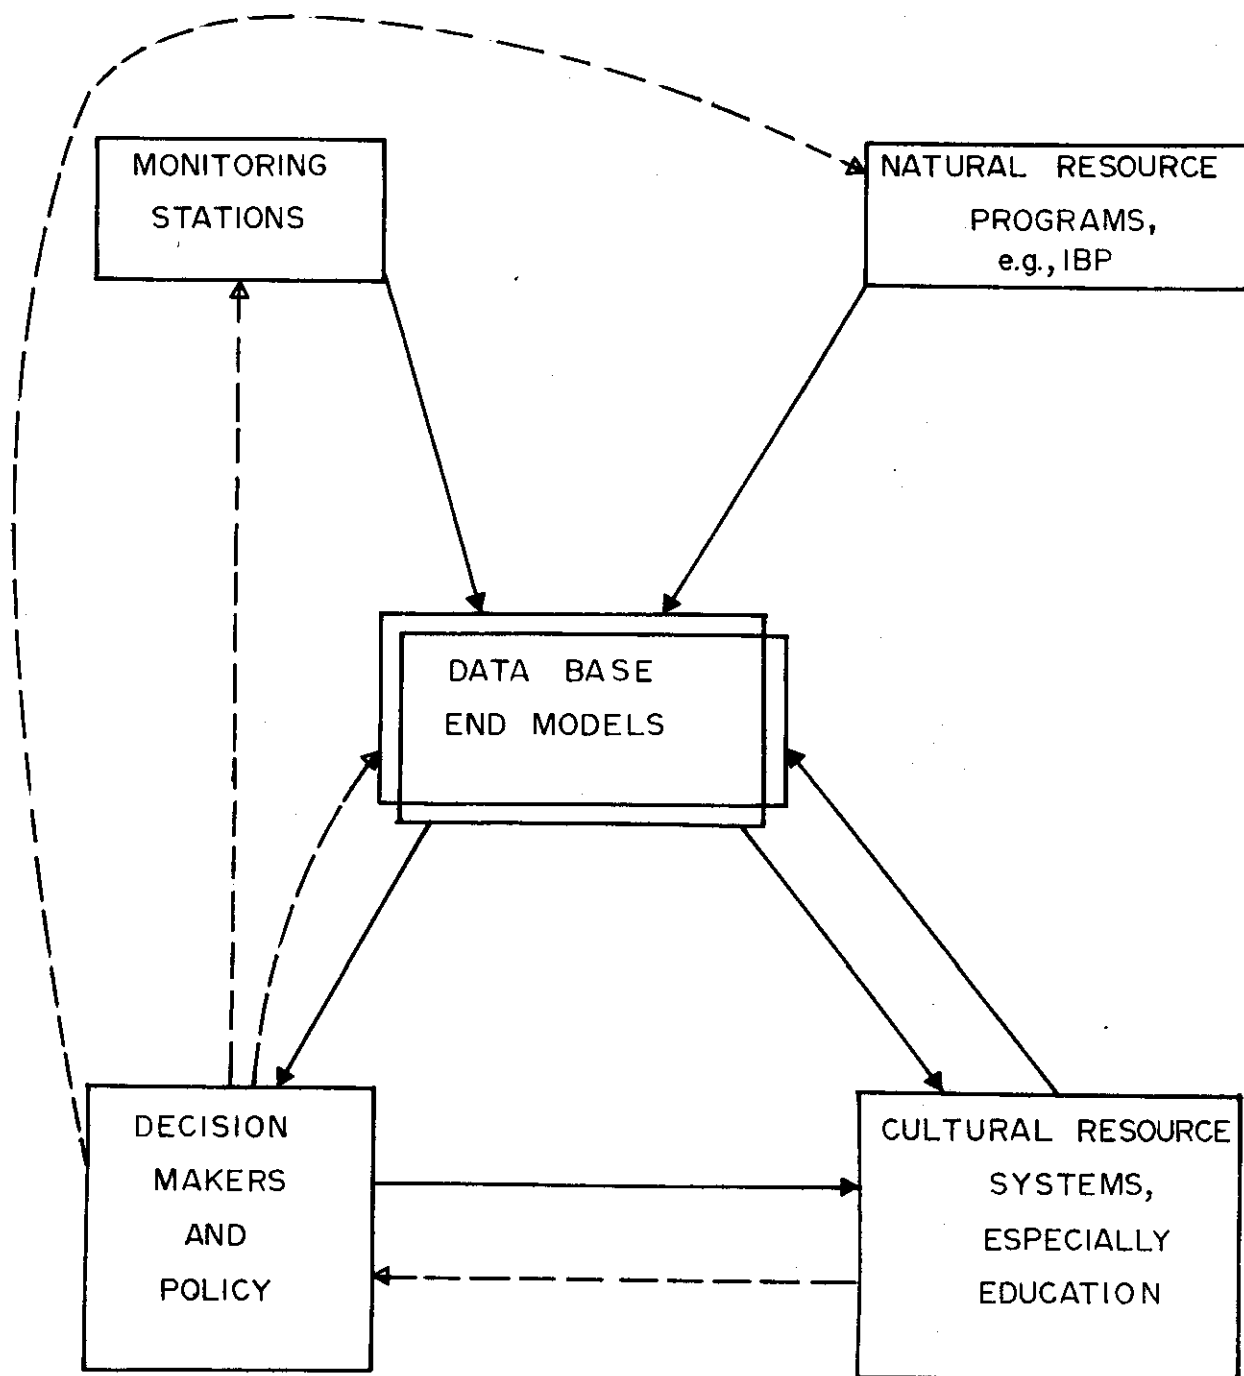 MONITORING
STATIONS
NATURAL RESOURCE
PROGRAMS,
e.g., IBP
DATA BASE
END MODELS
DECISION
MAKERS
AND
POLICY
CULTURAL RESOURCE
SYSTEMS,
ESPECIALLY
EDUCATION